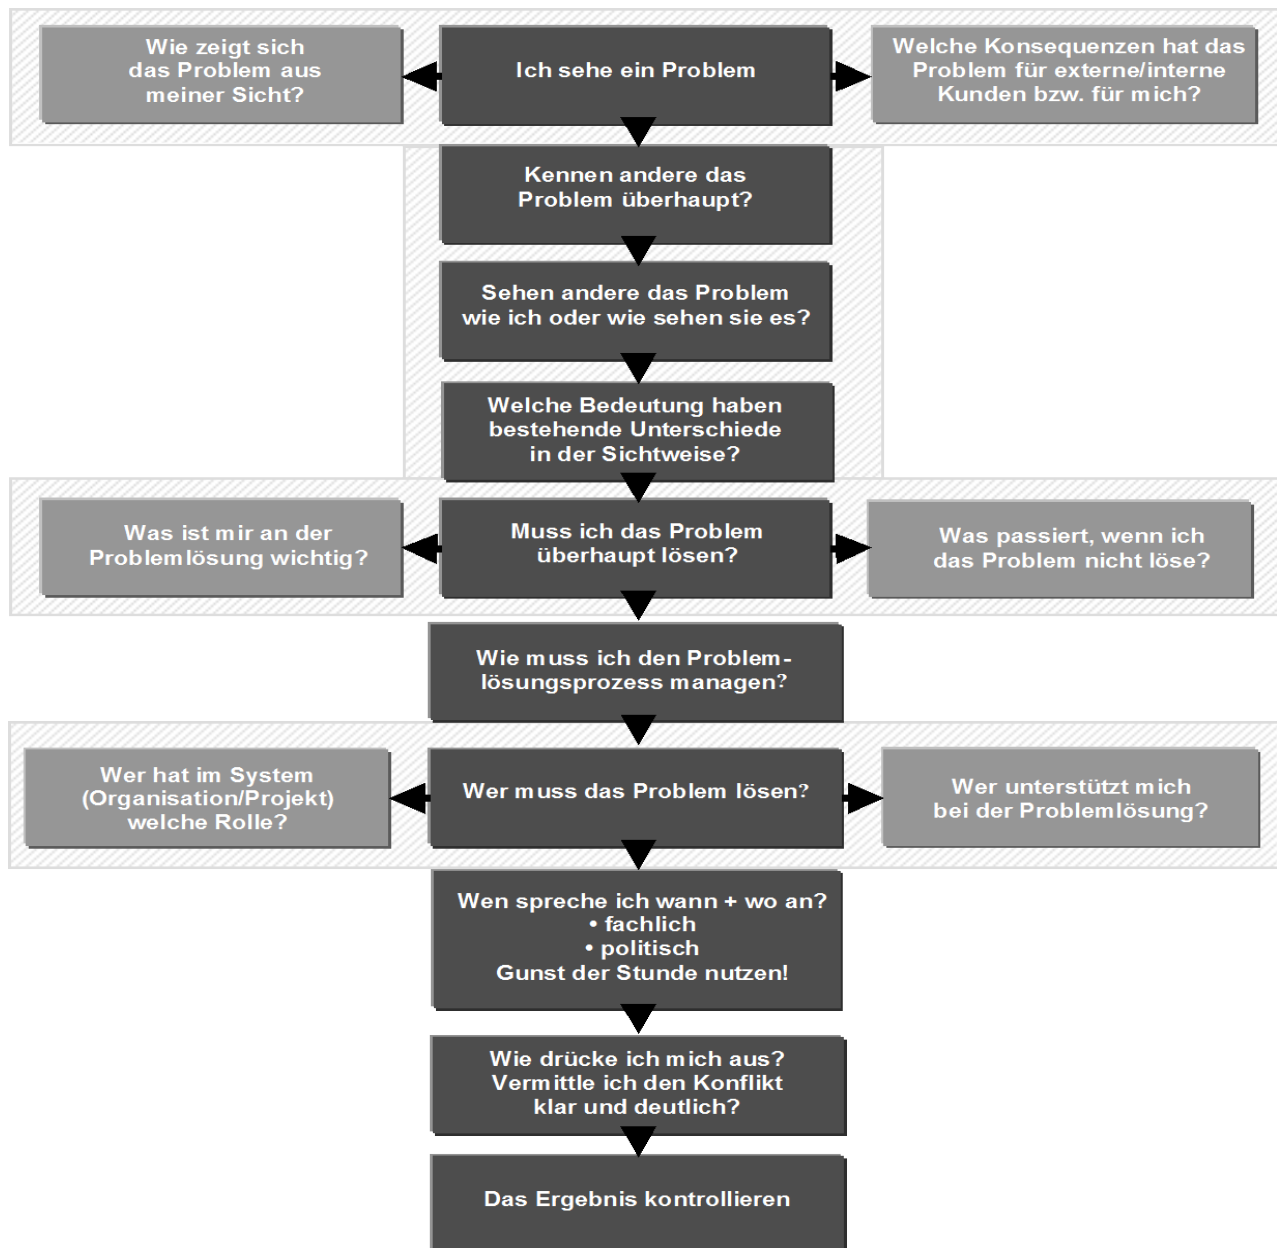 Wie zeigt sich
das Problem aus
meiner Sicht?
Ich sehe ein Problem
Welche Konsequenzen hat das
Problem für externe/interne
Kunden bzw. für mich?
Kennen andere das
Problem überhaupt?
Sehen andere das Problem
wie ich oder wie sehen sie es?
Welche Bedeutung haben
bestehende Unterschiede
in der Sichtweise?
Was ist mir an der
Problemlösung wichtig?
Muss ich das Problem
überhaupt lösen?
Was passiert, wenn ich
das Problem nicht löse?
Wie muss ich den Problem-
lösungsprozess managen?
Wer hat im System
(Organisation/Projekt)
welche Rolle?
Wer muss das Problem lösen?
Wer unterstützt mich
bei der Problemlösung?
Wen spreche ich wann + wo an?
• fachlich
• politisch
Gunst der Stunde nutzen!
Wie drücke ich mich aus?
Vermittle ich den Konflikt
klar und deutlich?
Das Ergebnis kontrollieren